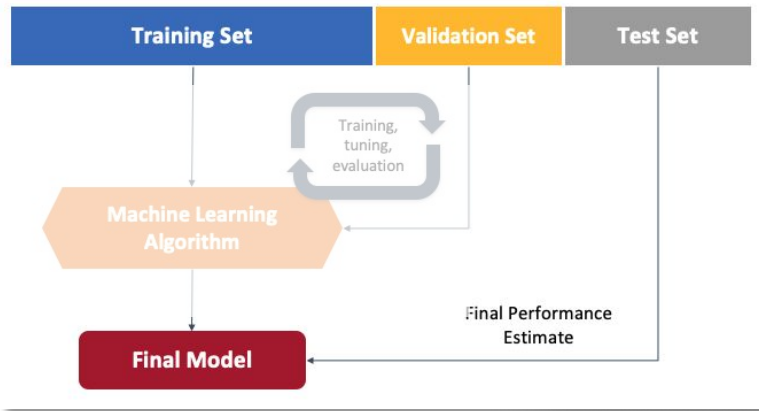 Training Set
Validation Set
Test Set
Training,
tuning,
evaluation
Machine Learning
Algorithm
Final Performance
Estimate
Final Model